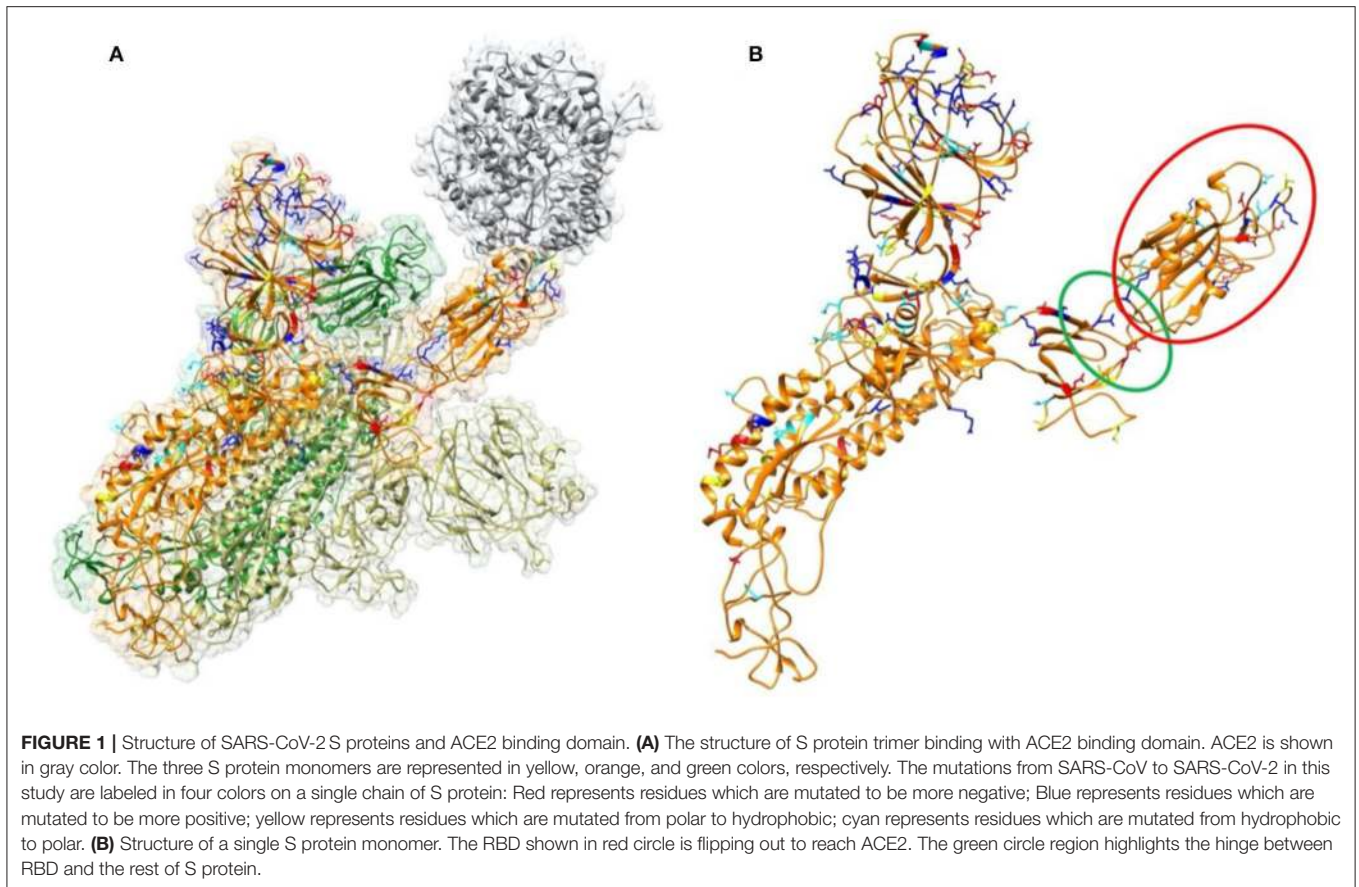 A
B
FIGURE 1 | Structure of SARS-CoV-2 S proteins and ACE2 binding domain. (A) The structure of S protein trimer binding with ACE2 binding domain. ACE2 is shown
in gray color. The three S protein monomers are represented in yellow, orange, and green colors, respectively. The mutations from SARS-CoV to SARS-CoV-2 in this
study are labeled in four colors on a single chain of S protein: Red represents residues which are mutated to be more negative; Blue represents residues which are
mutated to be more positive; yellow represents residues which are mutated from polar to hydrophobic; cyan represents residues which are mutated from hydrophobic
to polar. (B) Structure of a single S protein monomer. The RBD shown in red circle is flipping out to reach ACE2. The green circle region highlights the hinge between
RBD and the rest of S protein.